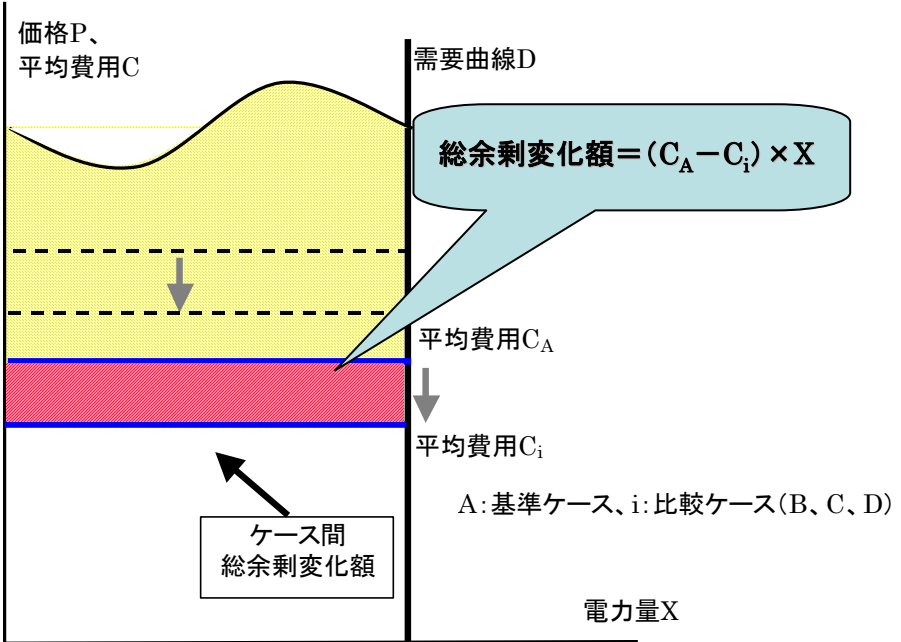 価格P、
平均費用C
需要曲線D
総余剰変化額＝(CA－Ci)×X
平均費用CA
平均費用Ci
A:基準ケース、i:比較ケース(B、C、D)
ケース間
総余剰変化額
電力量X